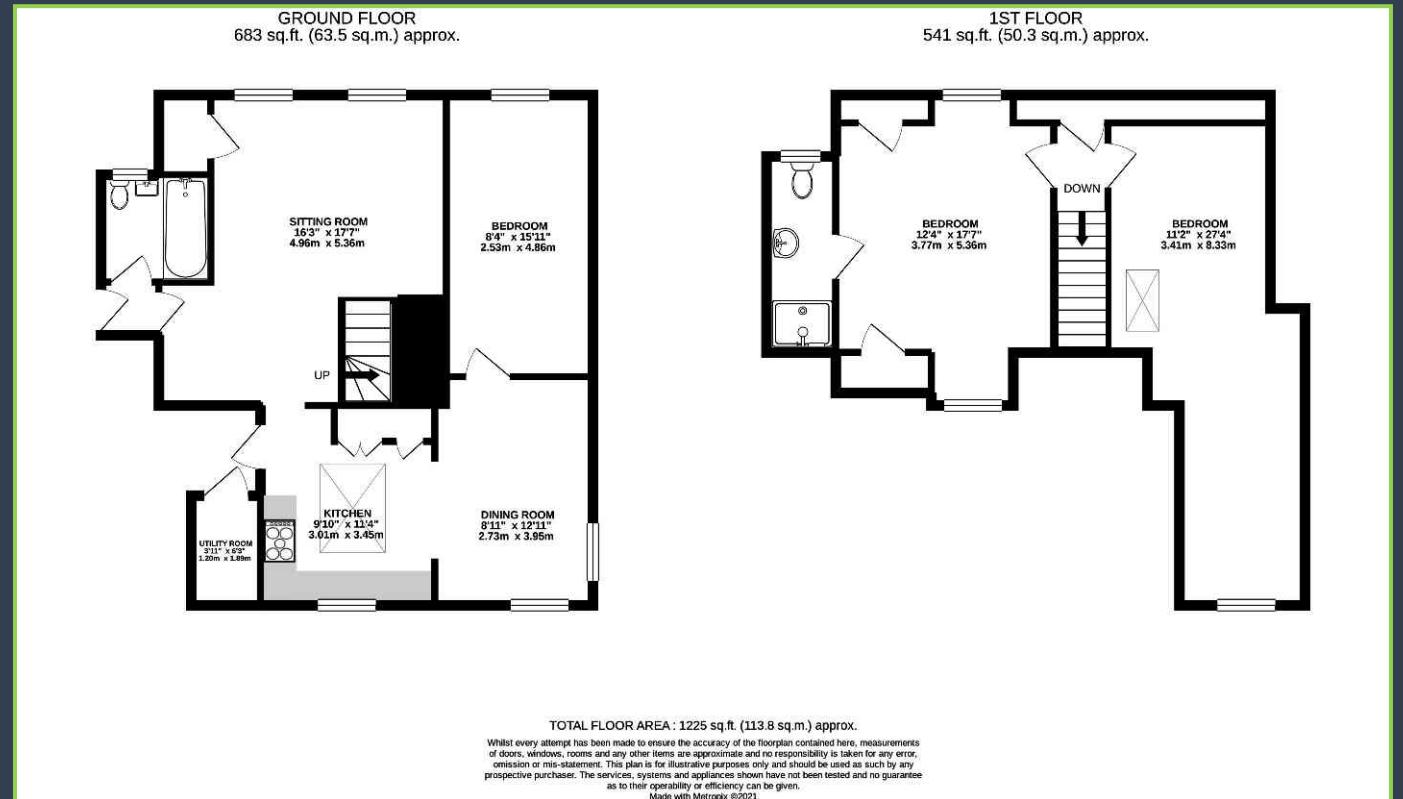 GROUND FLOOR
683 sq.ft. (63.5 sq.m.) approx.
1ST FLOOR
541 sq.ft. (50.3 sq.m.) approx.
SITTING ROOM
16'3" x 17'7"
4.96m x 5.36m
BEDROOM
8'4" x 15'11"
2.53m x 4.86m
UP
KITCHEN
9'10" x 11'4"
3.01m x 3.45m
DINING ROOM
8'11" x 12'11"
2.73m x 3.95m
UTILITY ROOM
3'11" x 6'3"
1.20m x 1.89m
BEDROOM
12'4" x 17'7"
3.77m x 5.36m
DOWN
BEDROOM
11'2" x 27'4"
3.41m x 8.33m
TOTAL FLOOR AREA : 1225 sq.ft. (113.8 sq.m.) approx.
Whilst every attempt has been made to ensure the accuracy of the floorplan contained here, measurements
of doors, windows, rooms and any other items are approximate and no responsibility is taken for any error,
omission or mis-statement. This plan is for illustrative purposes only and should be used as such by any
prospective purchaser. The services, systems and appliances shown have not been tested and no guarantee
as to their operability or efficiency can be given.
Made with Metropix ©2021